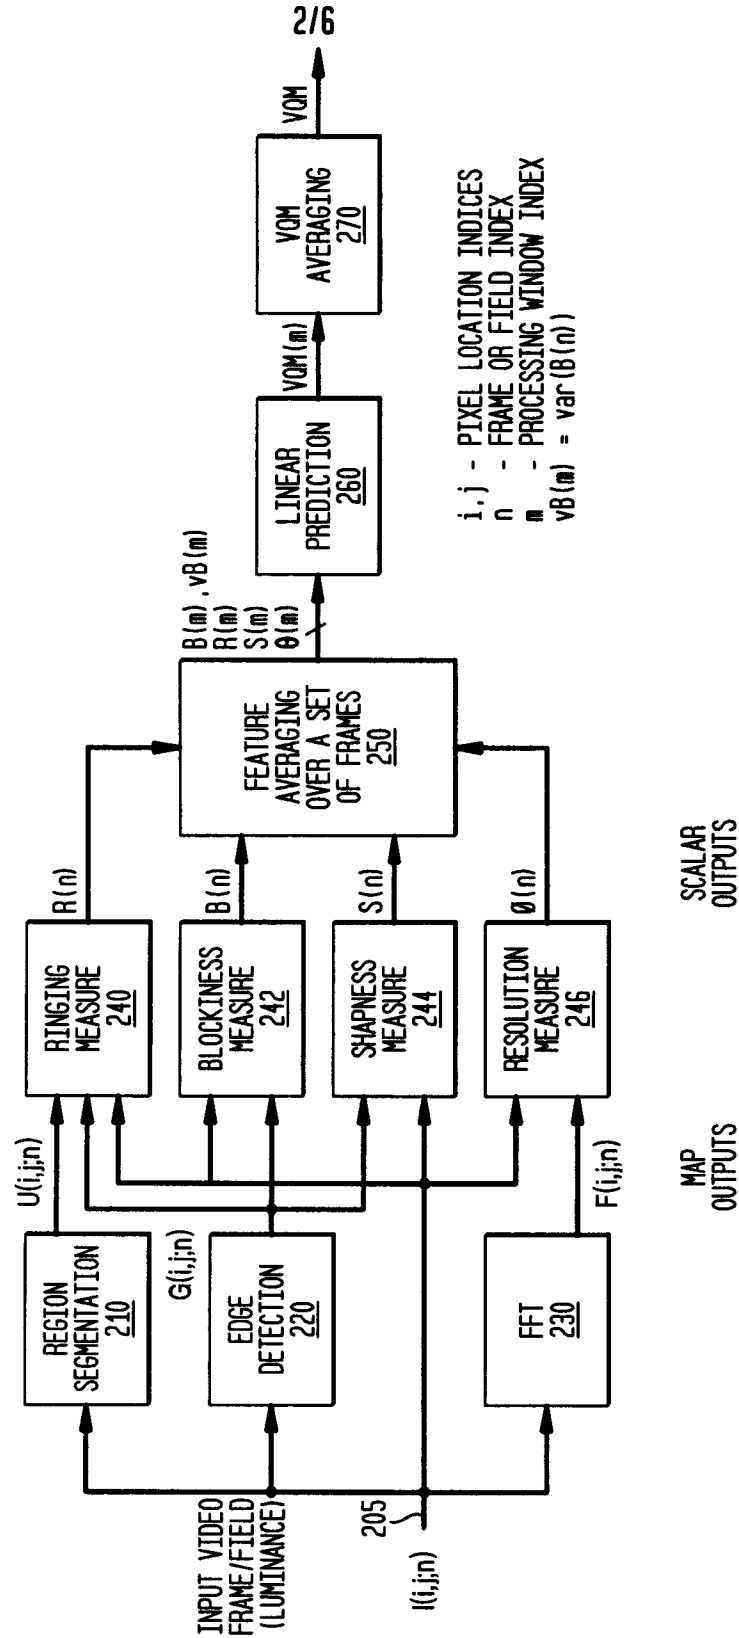 INPUT VIDEO
FRAME/FIELD
(LUMINANCE)
205
I(i,j;n)
REGION
SEGMENTATION
210
EDGE
DETECTION
220
FFT
230
U(i,j;n)
G(i,j;n)
F(i,j;n)
MAP
OUTPUTS
RINGING
MEASURE
240
BLOCKINESS
MEASURE
242
SHAPNESS
MEASURE
244
RESOLUTION
MEASURE
246
R(n)
B(n)
S(n)
Ø(n)
SCALAR
OUTPUTS
FEATURE
AVERAGING
OVER A SET
OF FRAMES
250
B(m),vB(m)
R(m)
S(m)
Θ(m)
LINEAR
PREDICTION
260
VQM(m)
VQM
AVERAGING
270
VQM
2/6
i,j - PIXEL LOCATION INDICES
n - FRAME OR FIELD INDEX
m - PROCESSING WINDOW INDEX
vB(m) = var(B(n))